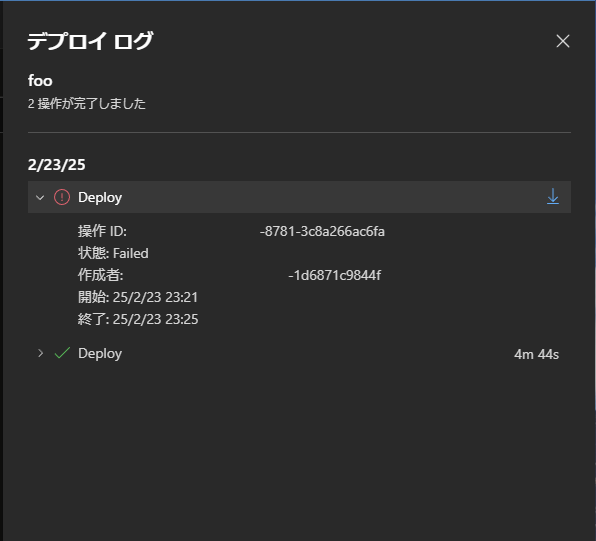 デプロイ ログ
foo
2 操作が完了しました
2/23/25
Deploy
操作 ID: -8781-3c8a266ac6fa
状態: Failed
作成者: -1d6871c9844f
開始: 25/2/23 23:21
終了: 25/2/23 23:25
Deploy 4m 44s